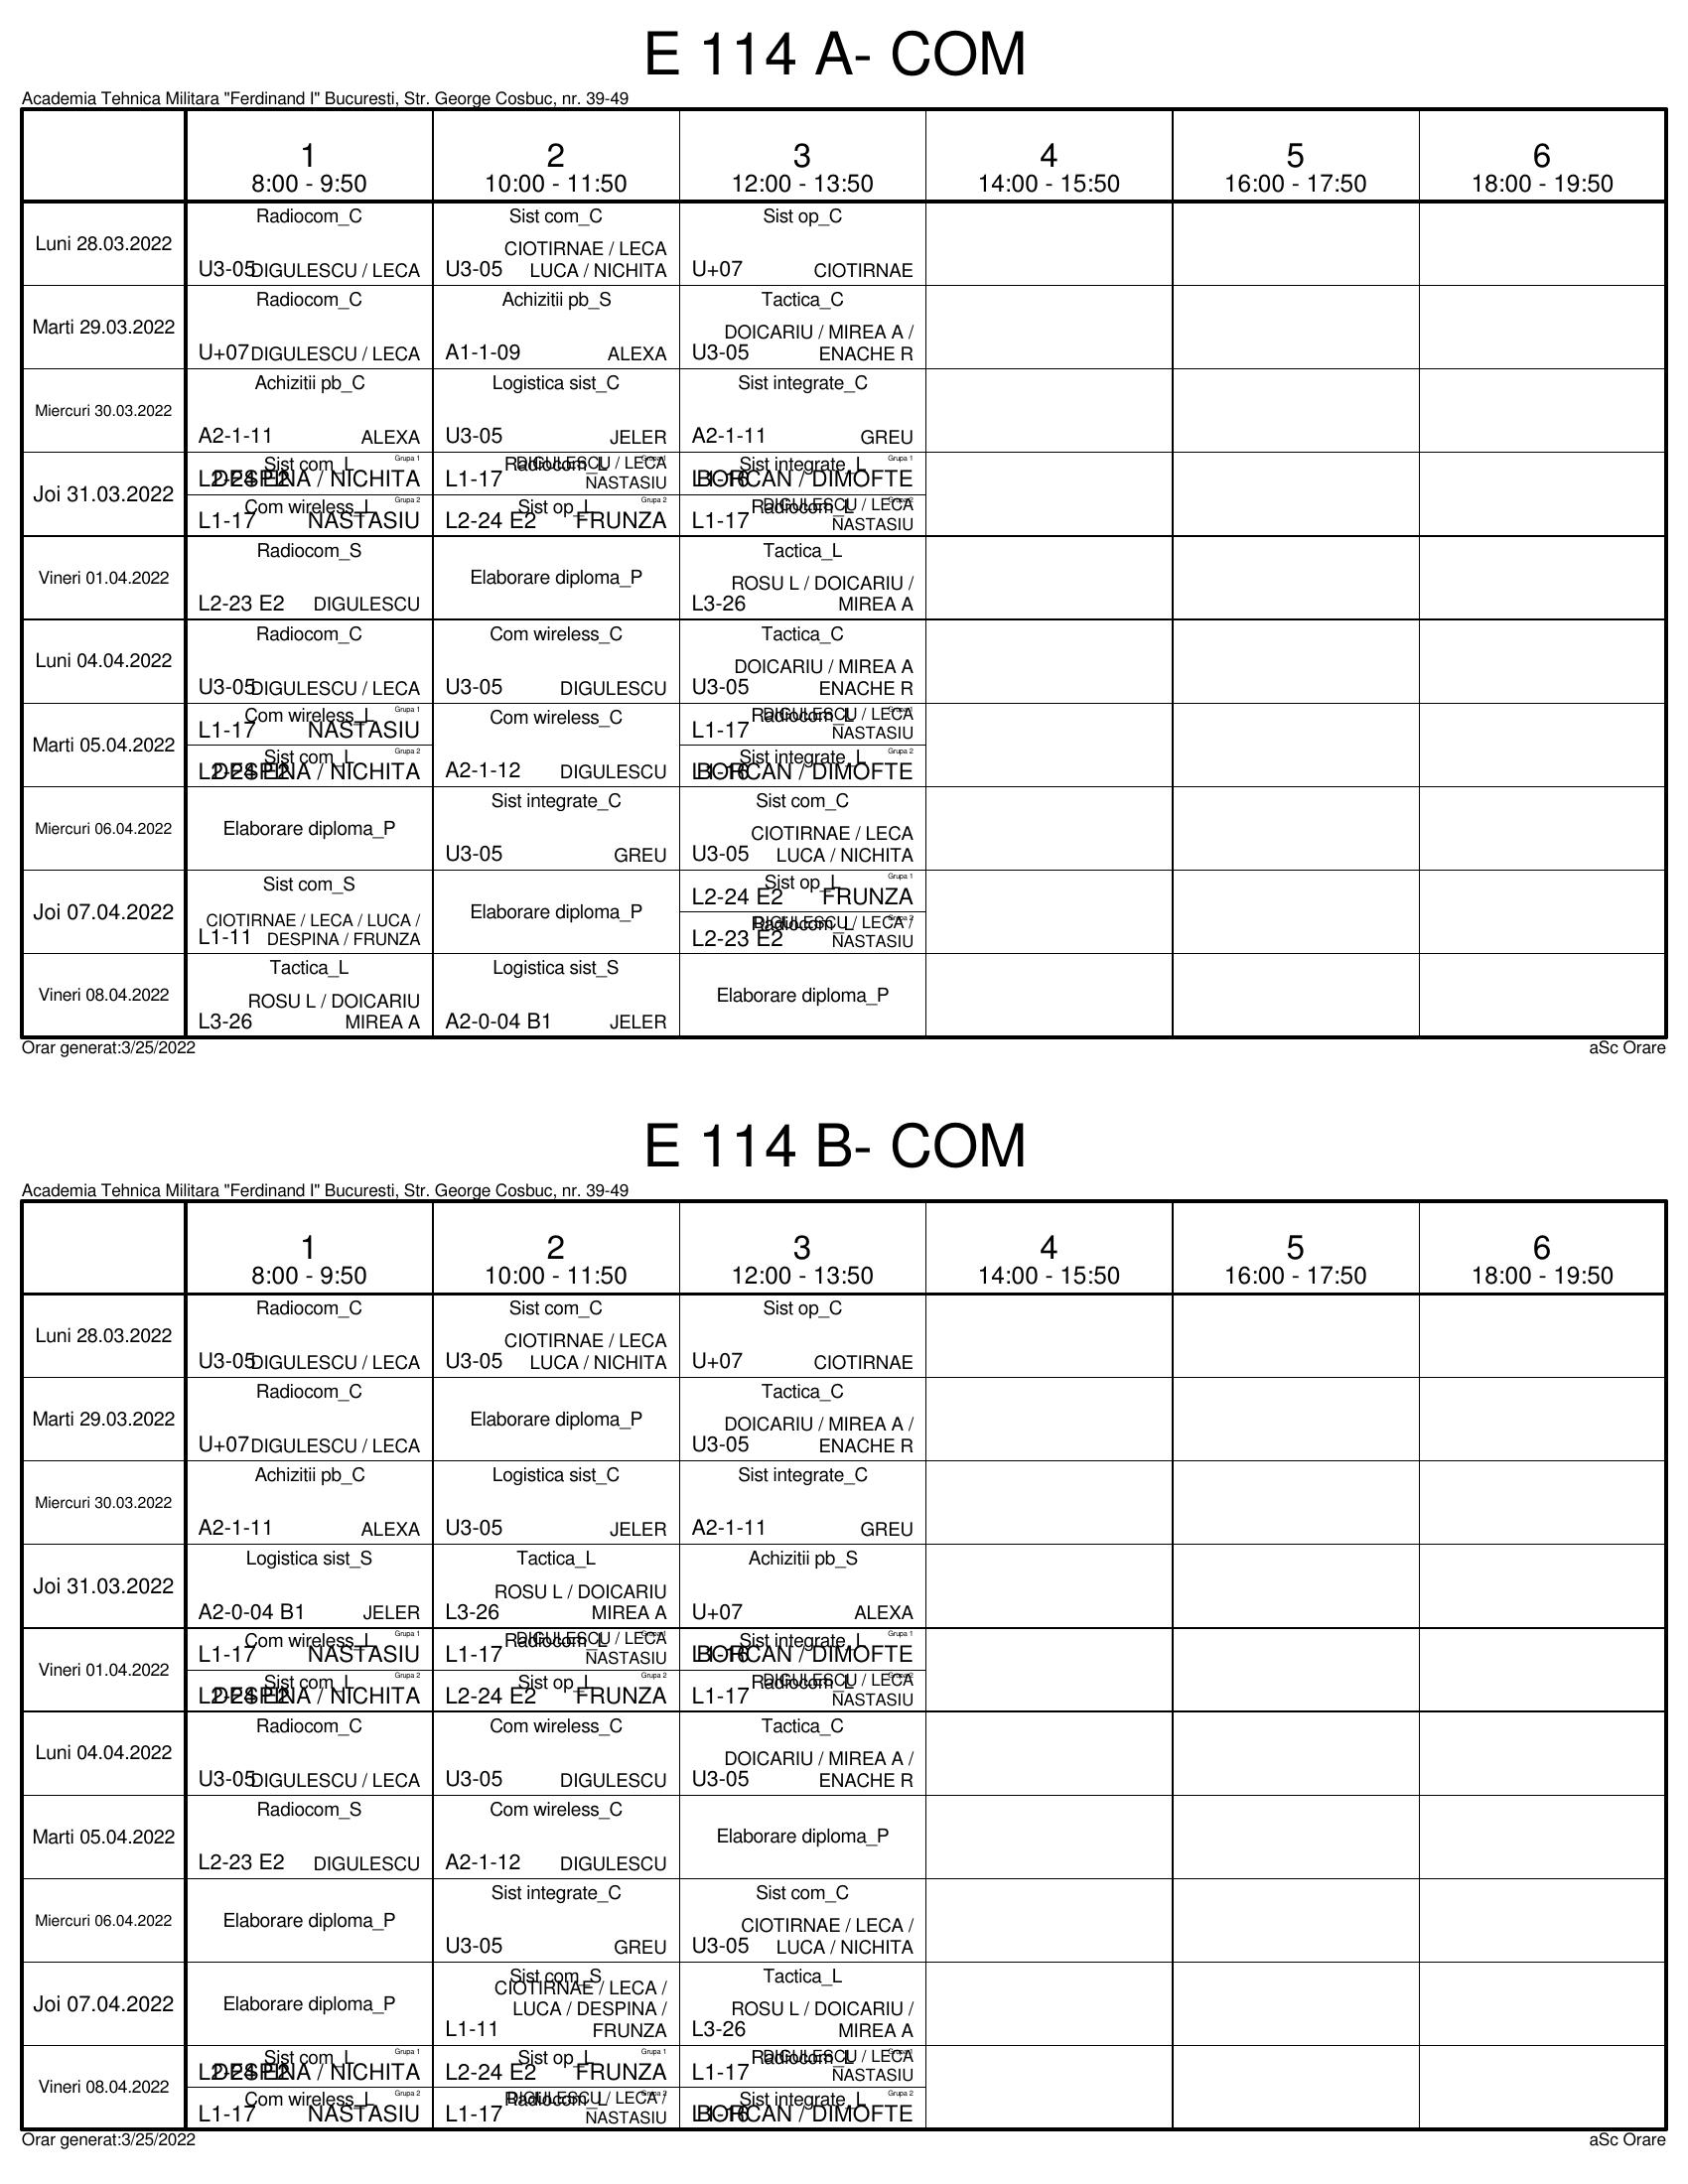 E 114 A- COM
Academia Tehnica Militara "Ferdinand I" Bucuresti, Str. George Cosbuc, nr. 39-49
1 2 3 4 5 6
8:00 - 9:50 10:00 - 11:50 12:00 - 13:50 14:00 - 15:50 16:00 - 17:50 18:00 - 19:50
Luni 28.03.2022
Radiocom_C
U3-05 DIGULESCU / LECA
Sist com_C
CIOTIRNAE / LECA
U3-05 LUCA / NICHITA
Sist op_C
U+07 CIOTIRNAE
Marti 29.03.2022
Radiocom_C
U+07 DIGULESCU / LECA
Achizitii pb_S
A1-1-09 ALEXA
Tactica_C
DOICARIU / MIREA A /
U3-05 ENACHE R
Miercuri 30.03.2022
Achizitii pb_C
A2-1-11 ALEXA
Logistica sist_C
U3-05 JELER
Sist integrate_C
A2-1-11 GREU
Joi 31.03.2022
Sist com_L Grupa 1
L2-24 E2 DESPINA / NICHITA
Com wireless_L Grupa 2
L1-17 NASTASIU
Radiocom_L DIGULESCU / LECA
L1-17 NASTASIU
Sist op_L Grupa 2
L2-24 E2 FRUNZA
Sist integrate_L Grupa 1
L1-16 BORCAN / DIMOFTE
Radiocom_L DIGULESCU / LECA
L1-17 NASTASIU
Vineri 01.04.2022
Radiocom_S
L2-23 E2 DIGULESCU
Elaborare diploma_P
Tactica_L
ROSU L / DOICARIU /
L3-26 MIREA A
Luni 04.04.2022
Radiocom_C
U3-05 DIGULESCU / LECA
Com wireless_C
U3-05 DIGULESCU
Tactica_C
DOICARIU / MIREA A
U3-05 ENACHE R
Marti 05.04.2022
Com wireless_L Grupa 1
L1-17 NASTASIU
Sist com_L Grupa 2
L2-24 E2 DESPINA / NICHITA
Com wireless_C
A2-1-12 DIGULESCU
Radiocom_L DIGULESCU / LECA
L1-17 NASTASIU
Sist integrate_L Grupa 2
L1-16 BORCAN / DIMOFTE
Miercuri 06.04.2022
Elaborare diploma_P
Sist integrate_C
U3-05 GREU
Sist com_C
CIOTIRNAE / LECA
U3-05 LUCA / NICHITA
Joi 07.04.2022
Sist com_S
CIOTIRNAE / LECA / LUCA /
L1-11 DESPINA / FRUNZA
Elaborare diploma_P
Sist op_L Grupa 1
L2-24 E2 FRUNZA
Radiocom_L DIGULESCU / LECA /
L2-23 E2 NASTASIU
Vineri 08.04.2022
Tactica_L
ROSU L / DOICARIU
L3-26 MIREA A
Logistica sist_S
A2-0-04 B1 JELER
Elaborare diploma_P
Orar generat:3/25/2022 aSc Orare
E 114 B- COM
Academia Tehnica Militara "Ferdinand I" Bucuresti, Str. George Cosbuc, nr. 39-49
1 2 3 4 5 6
8:00 - 9:50 10:00 - 11:50 12:00 - 13:50 14:00 - 15:50 16:00 - 17:50 18:00 - 19:50
Luni 28.03.2022
Radiocom_C
U3-05 DIGULESCU / LECA
Sist com_C
CIOTIRNAE / LECA
U3-05 LUCA / NICHITA
Sist op_C
U+07 CIOTIRNAE
Marti 29.03.2022
Radiocom_C
U+07 DIGULESCU / LECA
Elaborare diploma_P
Tactica_C
DOICARIU / MIREA A /
U3-05 ENACHE R
Miercuri 30.03.2022
Achizitii pb_C
A2-1-11 ALEXA
Logistica sist_C
U3-05 JELER
Sist integrate_C
A2-1-11 GREU
Joi 31.03.2022
Logistica sist_S
A2-0-04 B1 JELER
Tactica_L
ROSU L / DOICARIU
L3-26 MIREA A
Achizitii pb_S
U+07 ALEXA
Vineri 01.04.2022
Com wireless_L Grupa 1
L1-17 NASTASIU
Sist com_L Grupa 2
L2-24 E2 DESPINA / NICHITA
Radiocom_L DIGULESCU / LECA
L1-17 NASTASIU
Sist op_L Grupa 2
L2-24 E2 FRUNZA
Sist integrate_L Grupa 1
L1-16 BORCAN / DIMOFTE
Radiocom_L DIGULESCU / LECA
L1-17 NASTASIU
Luni 04.04.2022
Radiocom_C
U3-05 DIGULESCU / LECA
Com wireless_C
U3-05 DIGULESCU
Tactica_C
DOICARIU / MIREA A /
U3-05 ENACHE R
Marti 05.04.2022
Radiocom_S
L2-23 E2 DIGULESCU
Com wireless_C
A2-1-12 DIGULESCU
Elaborare diploma_P
Miercuri 06.04.2022
Elaborare diploma_P
Sist integrate_C
U3-05 GREU
Sist com_C
CIOTIRNAE / LECA /
U3-05 LUCA / NICHITA
Joi 07.04.2022
Elaborare diploma_P
Sist com_S
CIOTIRNAE / LECA /
LUCA / DESPINA /
L1-11 FRUNZA
Tactica_L
ROSU L / DOICARIU /
L3-26 MIREA A
Vineri 08.04.2022
Sist com_L Grupa 1
L2-24 E2 DESPINA / NICHITA
Com wireless_L Grupa 2
L1-17 NASTASIU
Sist op_L Grupa 1
L2-24 E2 FRUNZA
Radiocom_L DIGULESCU / LECA /
L1-17 NASTASIU
Radiocom_L DIGULESCU / LECA
L1-17 NASTASIU
Sist integrate_L Grupa 2
L1-16 BORCAN / DIMOFTE
Orar generat:3/25/2022 aSc Orare